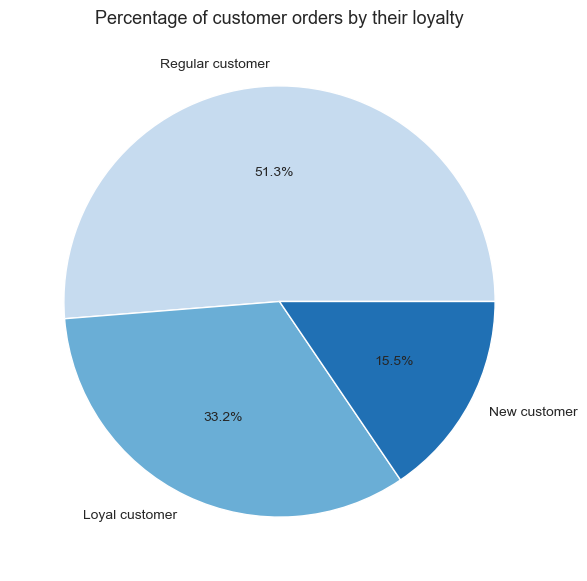 Percentage of customer orders by their loyalty
Regular customer
51.3%
15.5%
New customer
33.2%
Loyal customer